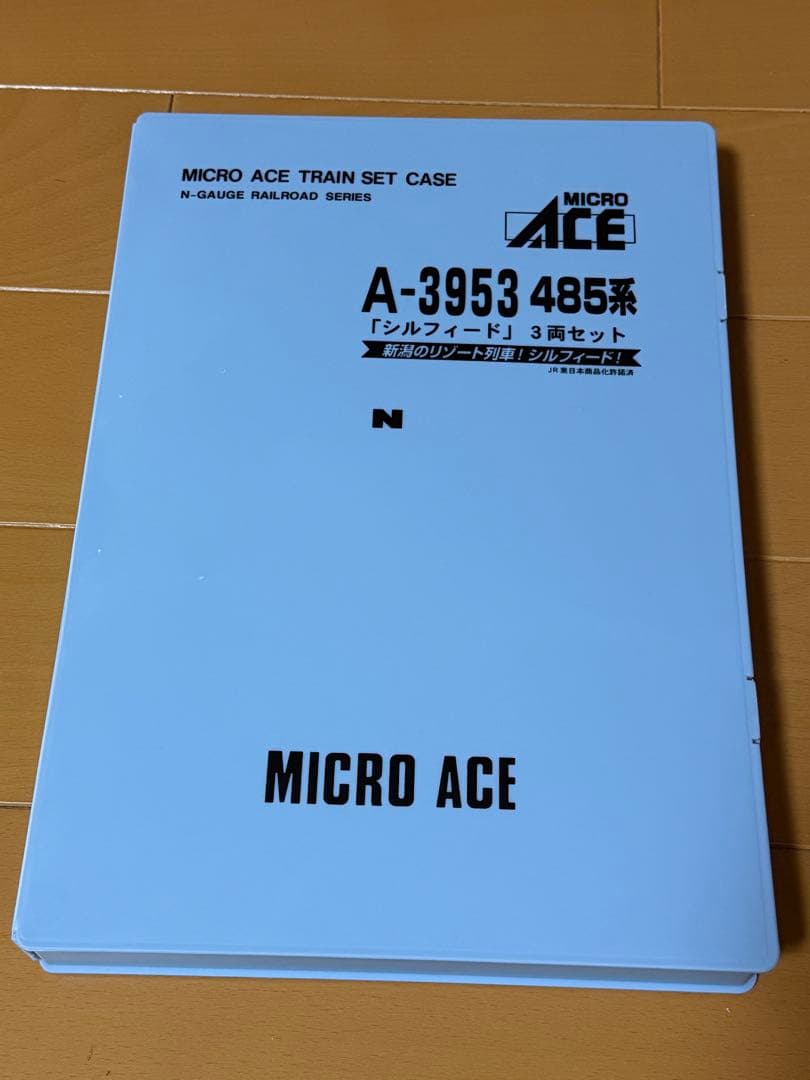 MICRO ACE TRAIN SET CASE
N-GAUGE RAILROAD SERIES
MICRO
ACE
A-3953 485系
「シルフィード」 3両セット
新潟のリゾート列車!シルフィード!
JR東日本商品化許諾済
N
MICRO ACE